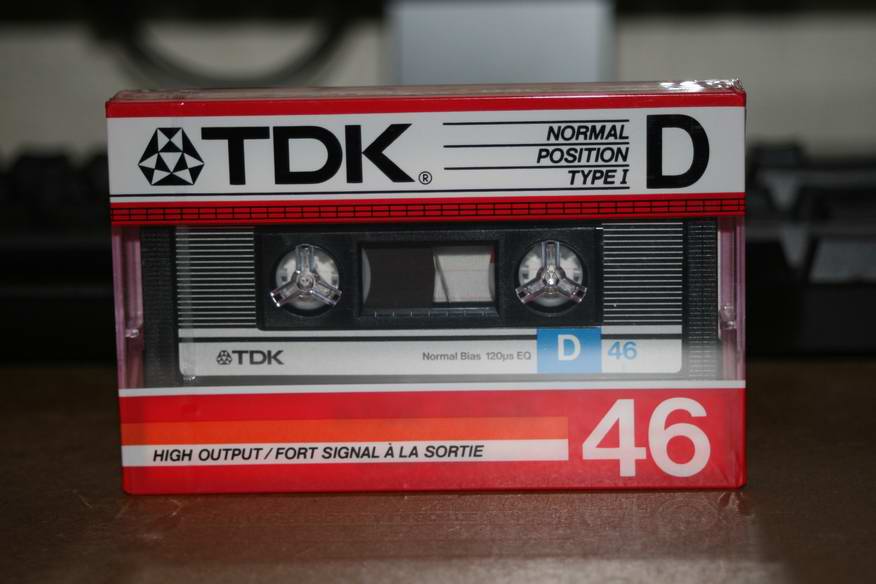 TDK®
NORMAL
POSITION
TYPE I
D
TDK
Normal Bias 120µs EQ
D
46
HIGH OUTPUT / FORT SIGNAL À LA SORTIE
46